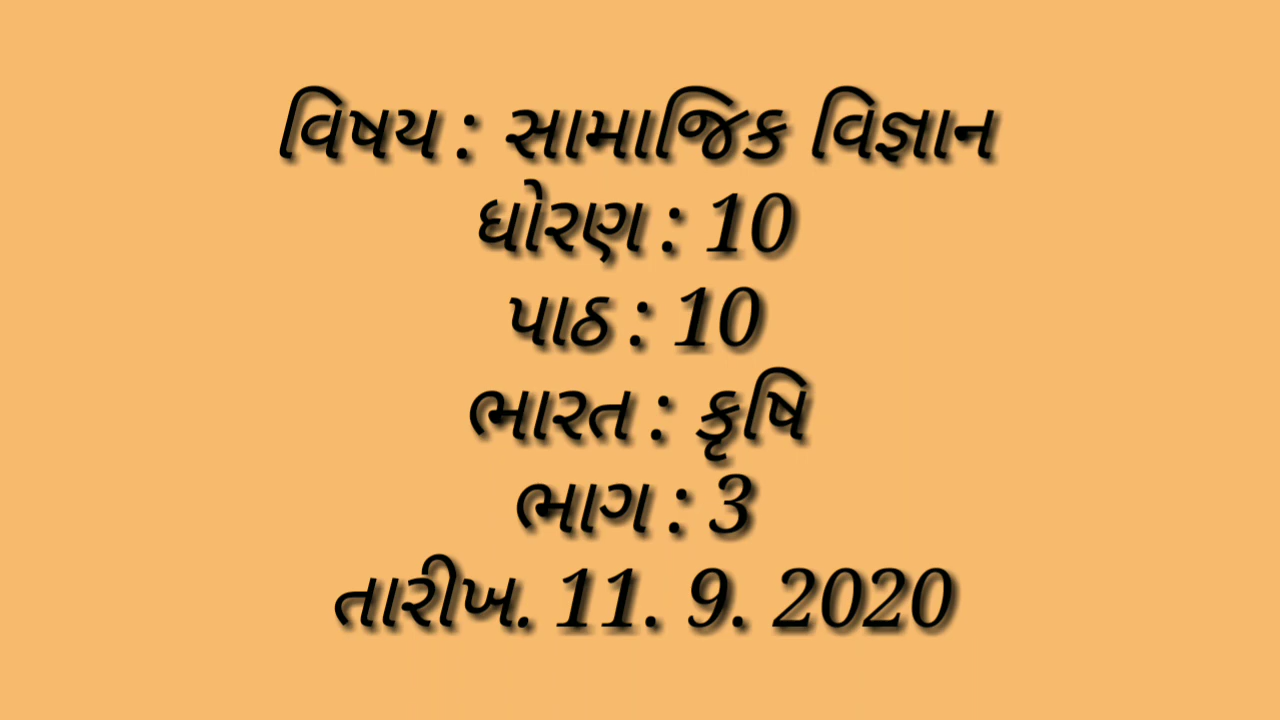 વિષય : સામાજિક વિજ્ઞાન
ધોરણ : 10
પાઠ : 10
ભારત : કૃષિ
ભાગ : 3
તારીખ. 11. 9. 2020